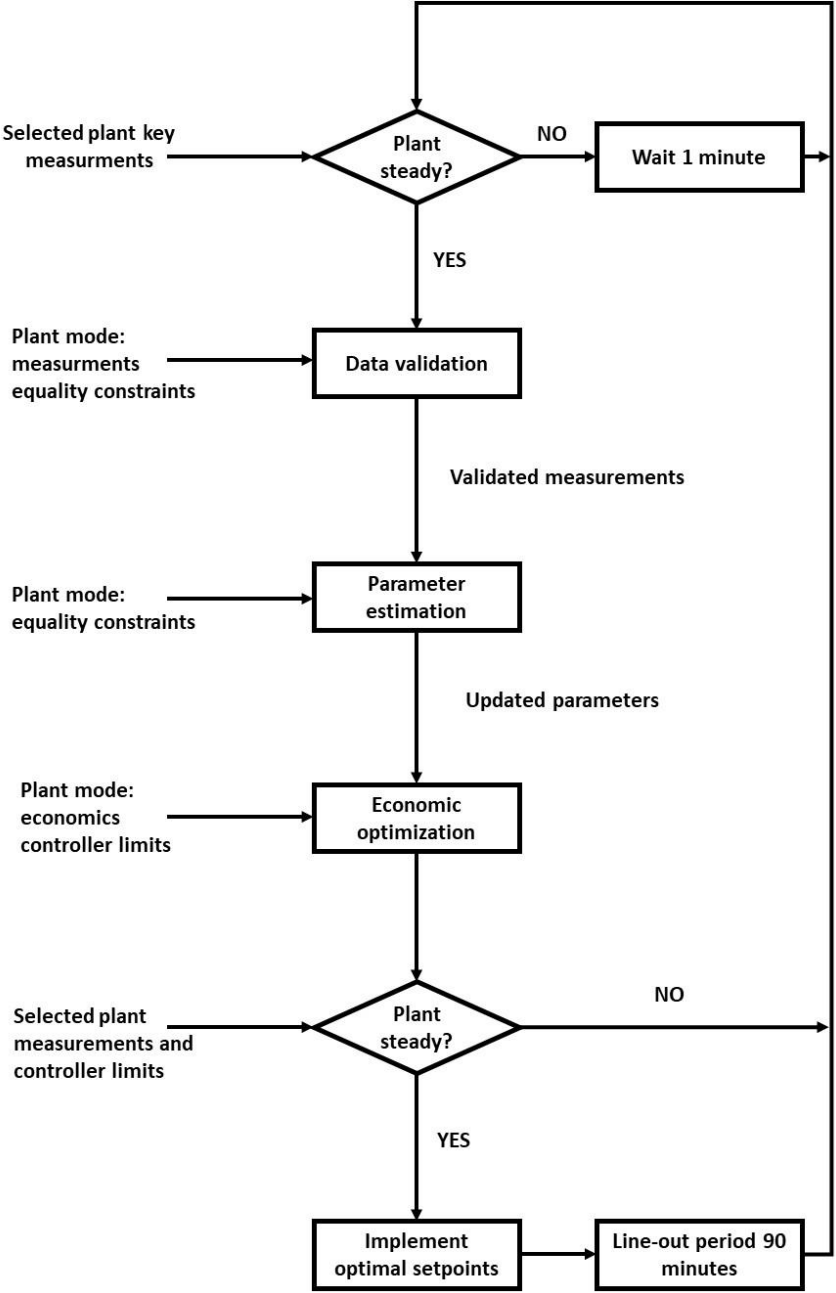 Selected plant key
measurments
Plant
steady?
NO
Wait 1 minute
YES
Plant mode:
measurments
equality constraints
Data validation
Validated measurements
Plant mode:
equality constraints
Parameter
estimation
Updated parameters
Plant mode:
economics
controller limits
Economic
optimization
Selected plant
measurements and
controller limits
Plant
steady?
NO
YES
Implement
optimal setpoints
Line-out period 90
minutes